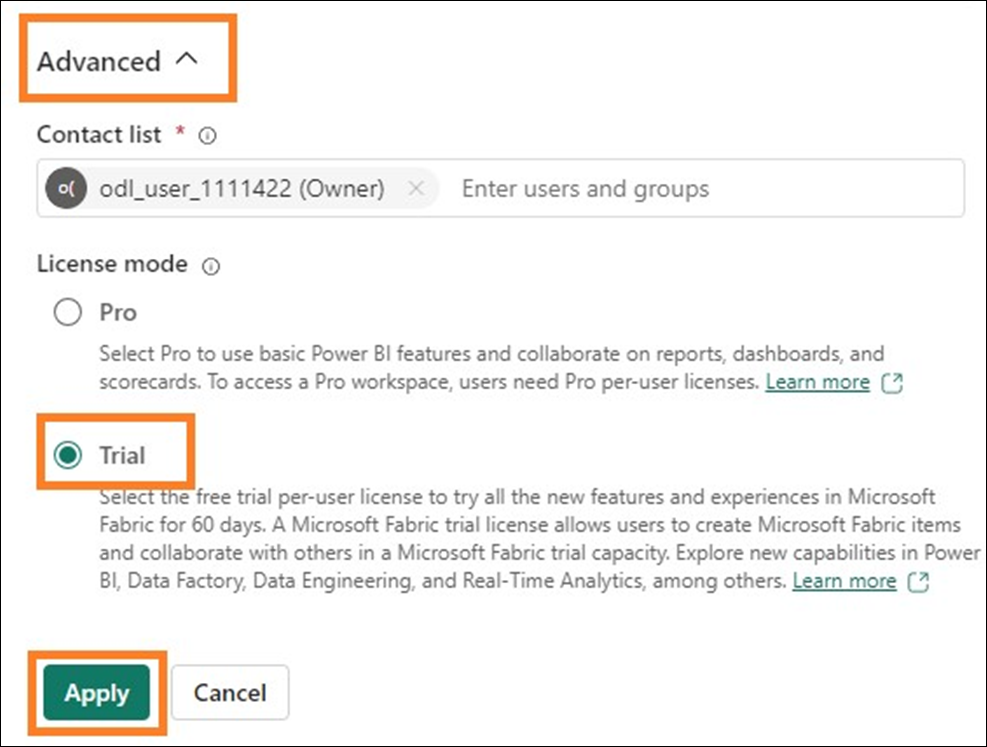 Advanced
Contact list *
o( odl_user_1111422 (Owner) Enter users and groups
License mode
Pro
Select Pro to use basic Power BI features and collaborate on reports, dashboards, and
scorecards. To access a Pro workspace, users need Pro per-user licenses. Learn more
Trial
Select the free trial per-user license to try all the new features and experiences in Microsoft
Fabric for 60 days. A Microsoft Fabric trial license allows users to create Microsoft Fabric items
and collaborate with others in a Microsoft Fabric trial capacity. Explore new capabilities in Power
BI, Data Factory, Data Engineering, and Real-Time Analytics, among others. Learn more
Apply Cancel